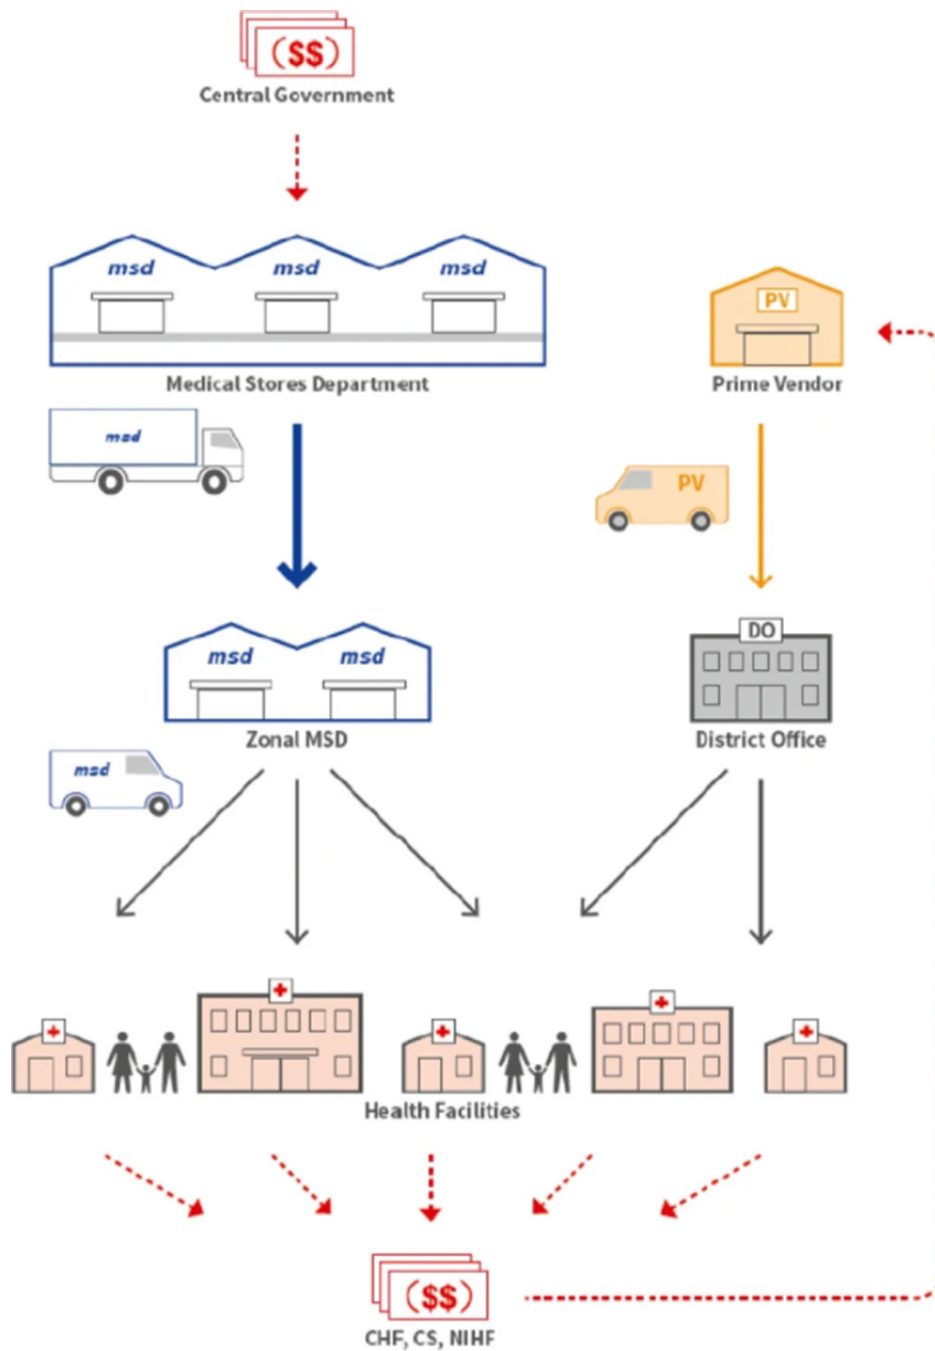 ($$)
Central Government
msd msd msd
PV
Medical Stores Department
Prime Vendor
msd
PV
DO
msd msd
Zonal MSD
District Office
msd
Health Facilities
($$)
CHF, CS, NIHF